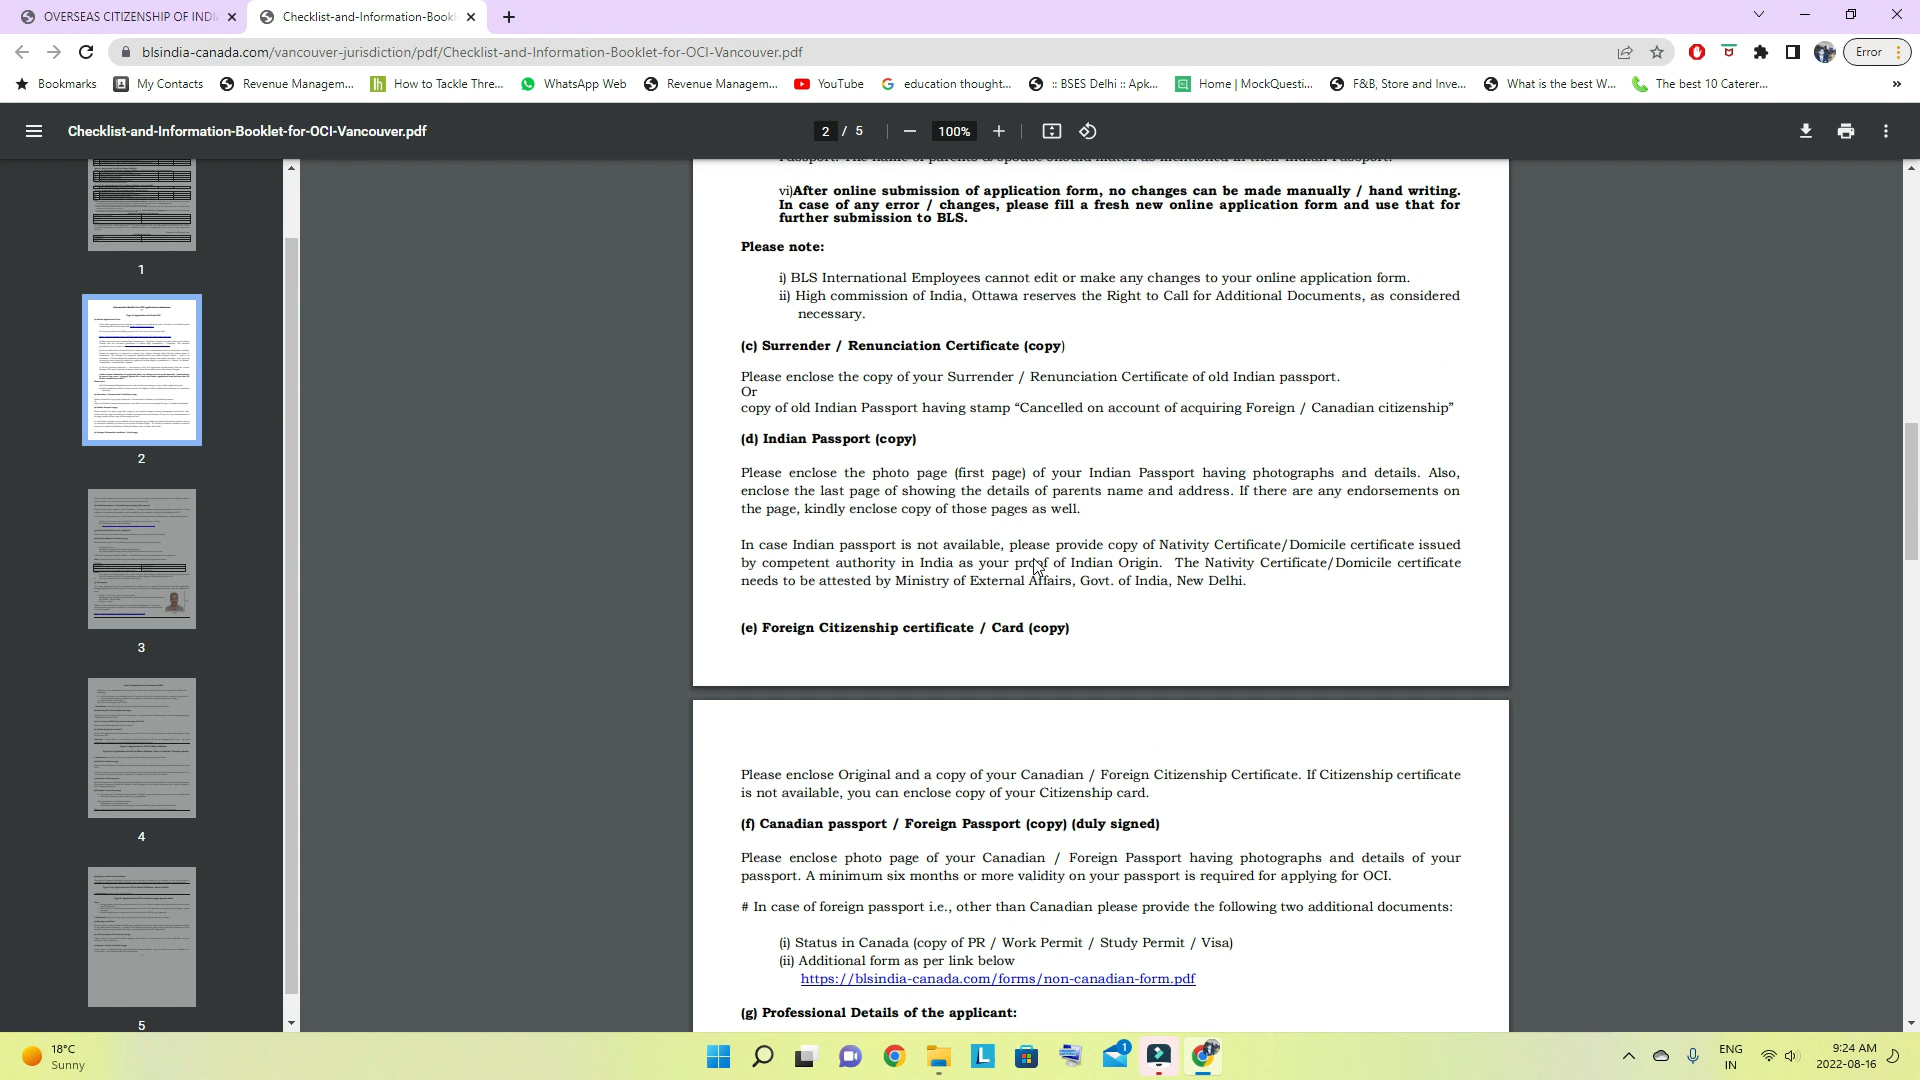 OVERSEAS CITIZENSHIP OF INDI
Checklist-and-Information-Book
blsindia-canada.com/vancouver-jurisdiction/pdf/Checklist-and-Information-Booklet-for-OCI-Vancouver.pdf
Error
Bookmarks
My Contacts
Revenue Managem...
How to Tackle Thre...
WhatsApp Web
Revenue Managem...
YouTube
education thought...
:: BSES Delhi :: Apk...
Home | MockQuesti...
F&B, Store and Inve...
What is the best W...
The best 10 Caterer...
»
Checklist-and-Information-Booklet-for-OCI-Vancouver.pdf
2 / 5
100%
1
2
3
4
5
Passport. The name of parents & spouse should match as mentioned in their Indian Passport.
vi)After online submission of application form, no changes can be made manually / hand writing.
In case of any error / changes, please fill a fresh new online application form and use that for
further submission to BLS.
Please note:
i) BLS International Employees cannot edit or make any changes to your online application form.
ii) High commission of India, Ottawa reserves the Right to Call for Additional Documents, as considered
necessary.
(c) Surrender / Renunciation Certificate (copy)
Please enclose the copy of your Surrender / Renunciation Certificate of old Indian passport.
Or
copy of old Indian Passport having stamp “Cancelled on account of acquiring Foreign / Canadian citizenship”
(d) Indian Passport (copy)
Please enclose the photo page (first page) of your Indian Passport having photographs and details. Also,
enclose the last page of showing the details of parents name and address. If there are any endorsements on
the page, kindly enclose copy of those pages as well.
In case Indian passport is not available, please provide copy of Nativity Certificate/Domicile certificate issued
by competent authority in India as your proof of Indian Origin. The Nativity Certificate/Domicile certificate
needs to be attested by Ministry of External Affairs, Govt. of India, New Delhi.
(e) Foreign Citizenship certificate / Card (copy)
Please enclose Original and a copy of your Canadian / Foreign Citizenship Certificate. If Citizenship certificate
is not available, you can enclose copy of your Citizenship card.
(f) Canadian passport / Foreign Passport (copy) (duly signed)
Please enclose photo page of your Canadian / Foreign Passport having photographs and details of your
passport. A minimum six months or more validity on your passport is required for applying for OCI.
# In case of foreign passport i.e., other than Canadian please provide the following two additional documents:
(i) Status in Canada (copy of PR / Work Permit / Study Permit / Visa)
(ii) Additional form as per link below
https://blsindia-canada.com/forms/non-canadian-form.pdf
(g) Professional Details of the applicant:
18°C
Sunny
1
ENG
IN
9:24 AM
2022-08-16